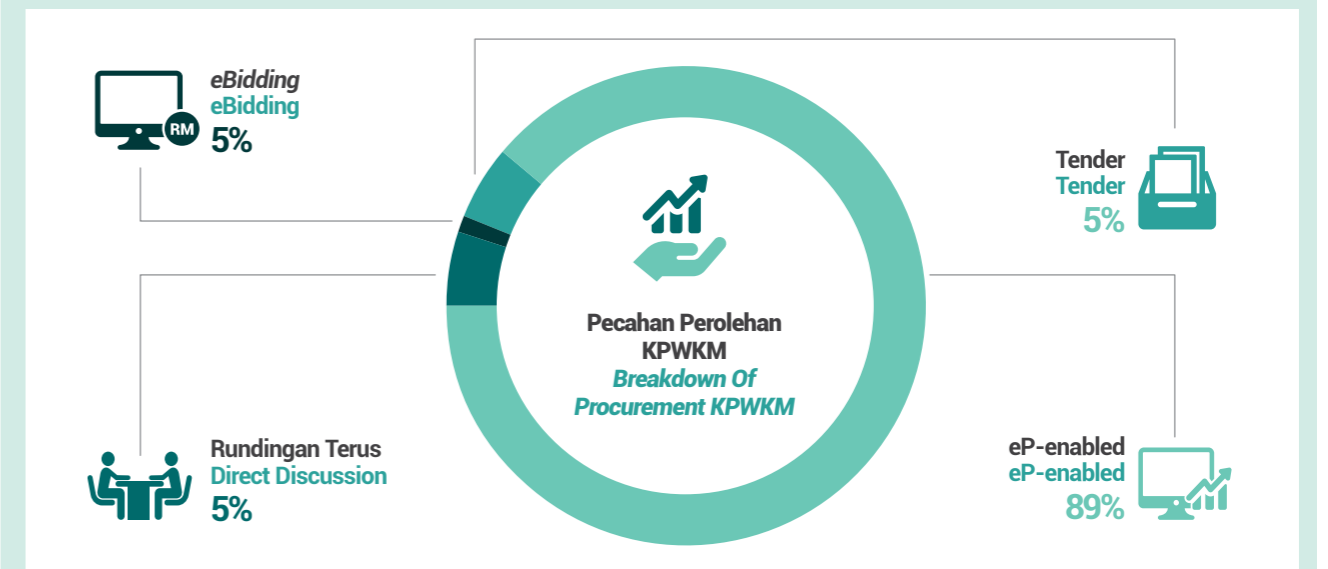 eBidding
eBidding
5%
RM
Tender
Tender
5%
Pecahan Perolehan
KPWKM
Breakdown Of
Procurement KPWKM
Rundingan Terus
Direct Discussion
5%
eP-enabled
eP-enabled
89%